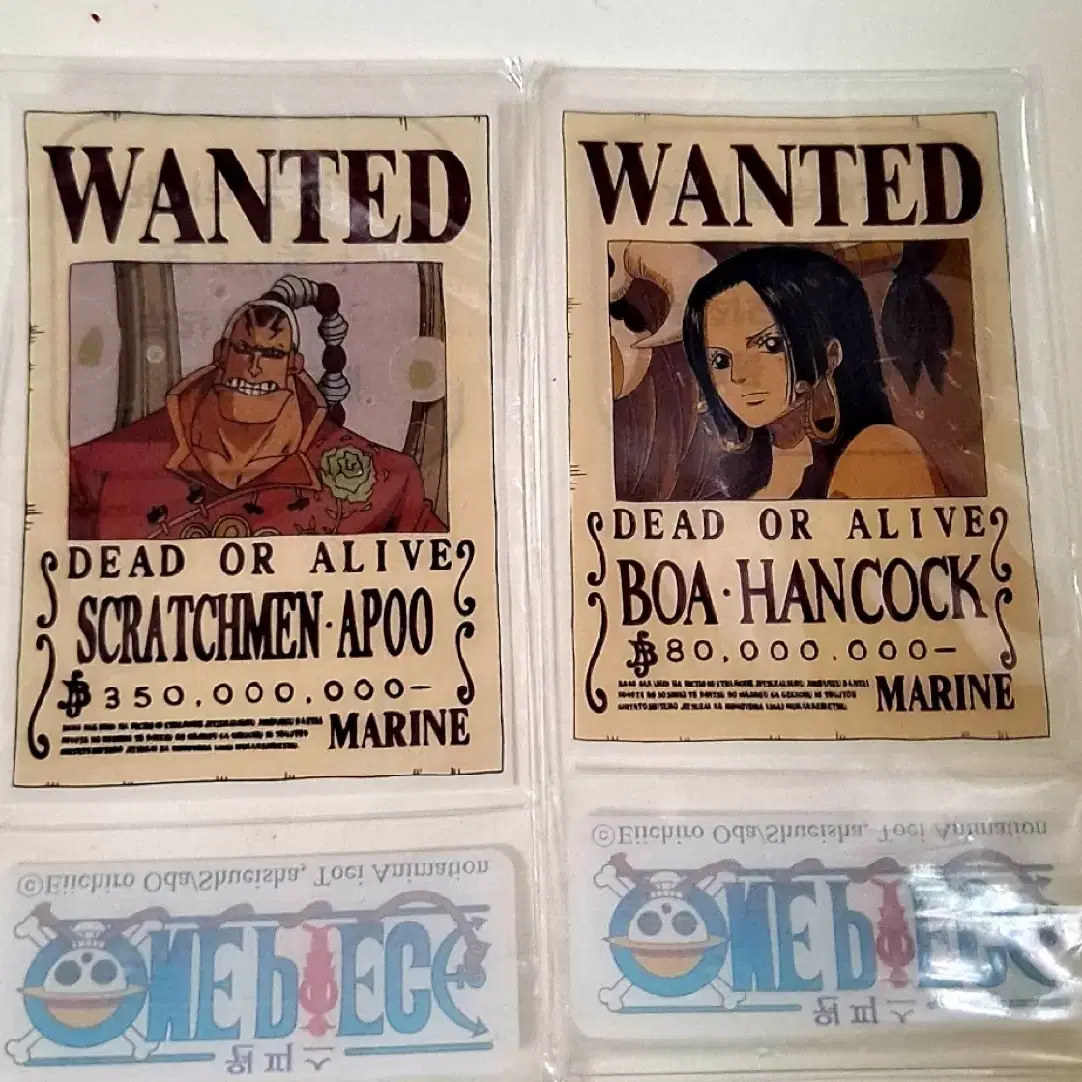 WANTED
DEAD OR ALIVE
SCRATCHMEN·APOO
฿350,000,000-
MARINE
©Eiichiro Oda/Shueisha, Toei Animation
ONE PIECE
원피스
WANTED
DEAD OR ALIVE
BOA·HANCOCK
฿80,000,000-
MARINE
©Eiichiro Oda/Shueisha, Toei Animation
ONE PIECE
원피스